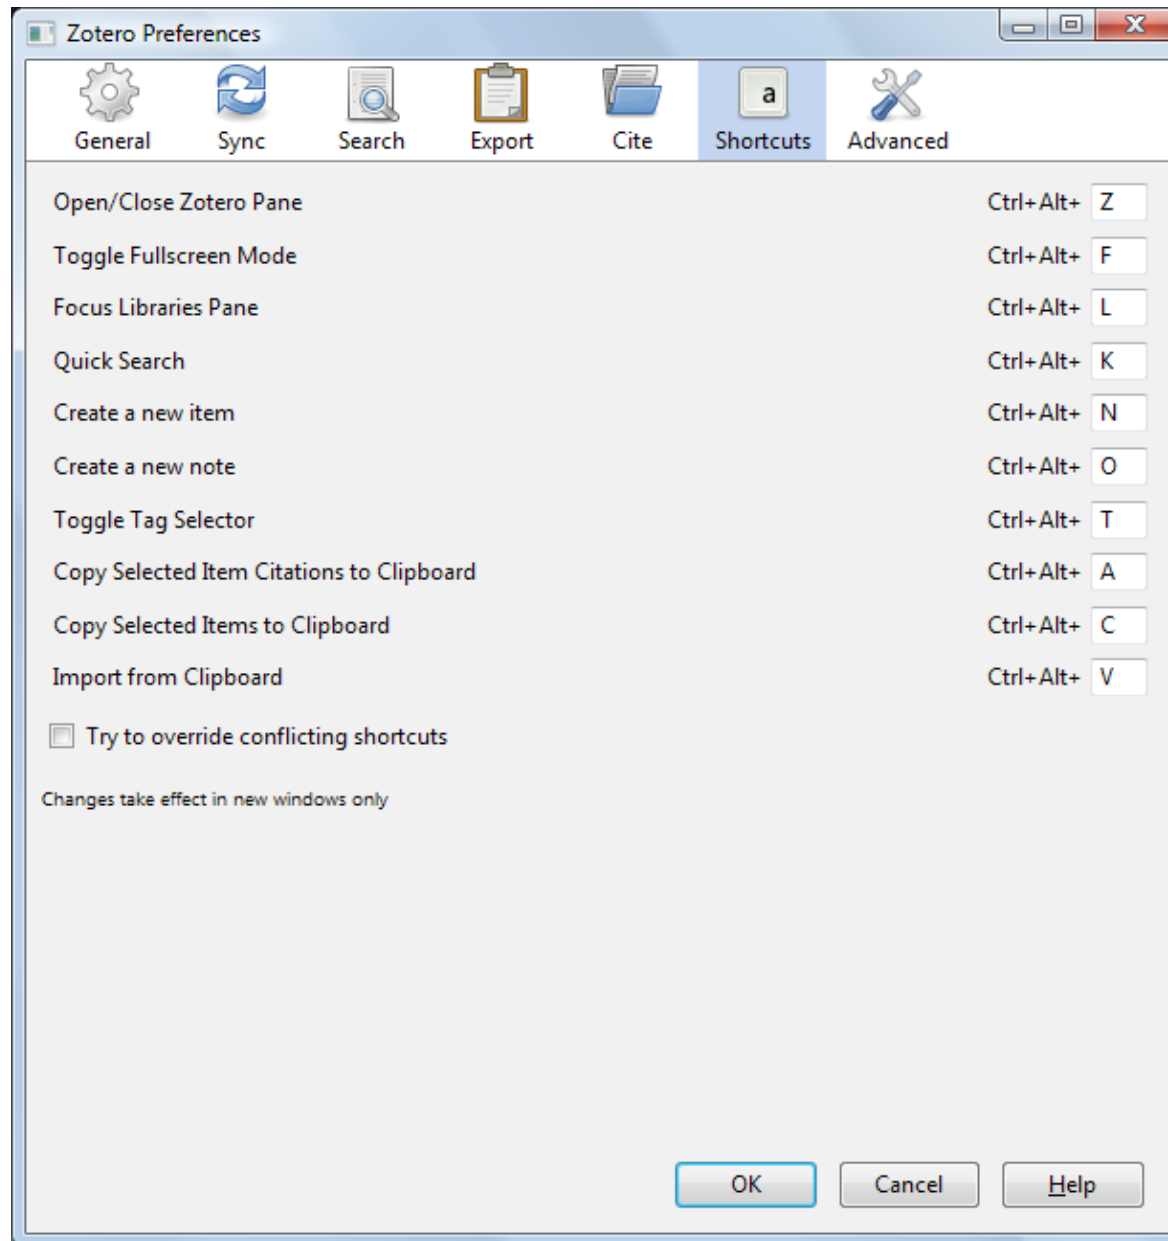 Zotero Preferences
General Sync Search Export Cite a Shortcuts Advanced
Open/Close Zotero Pane Ctrl+Alt+ Z
Toggle Fullscreen Mode Ctrl+Alt+ F
Focus Libraries Pane Ctrl+Alt+ L
Quick Search Ctrl+Alt+ K
Create a new item Ctrl+Alt+ N
Create a new note Ctrl+Alt+ O
Toggle Tag Selector Ctrl+Alt+ T
Copy Selected Item Citations to Clipboard Ctrl+Alt+ A
Copy Selected Items to Clipboard Ctrl+Alt+ C
Import from Clipboard Ctrl+Alt+ V
Try to override conflicting shortcuts
Changes take effect in new windows only
OK Cancel Help